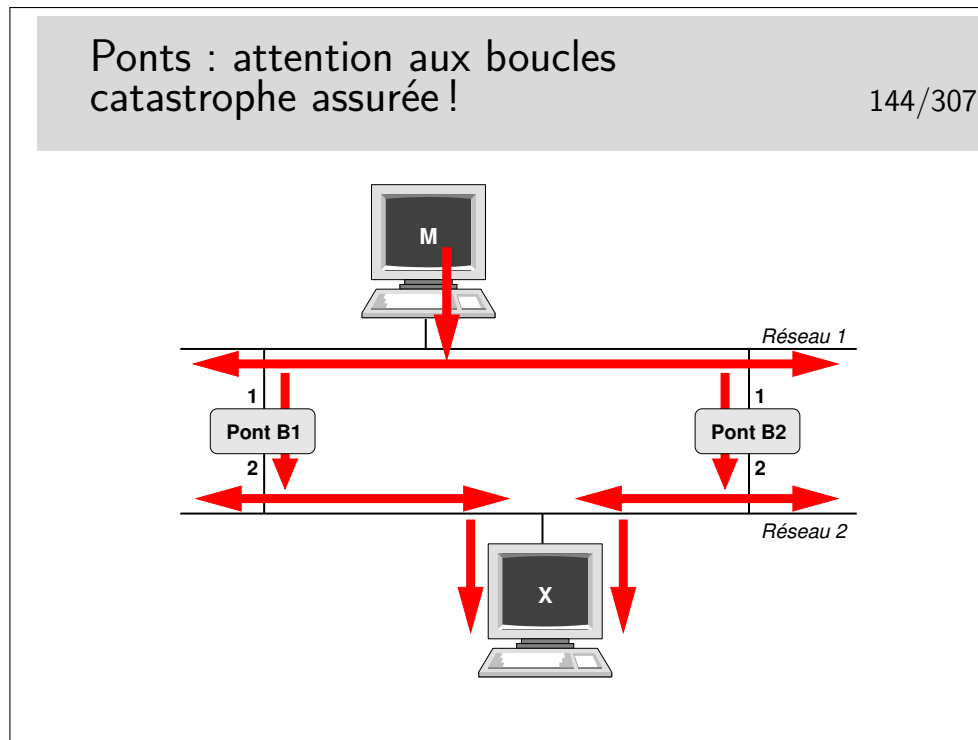 Ponts : attention aux boucles
catastrophe assurée !
144/307
M
Réseau 1
1
1
Pont B1
Pont B2
2
2
Réseau 2
X